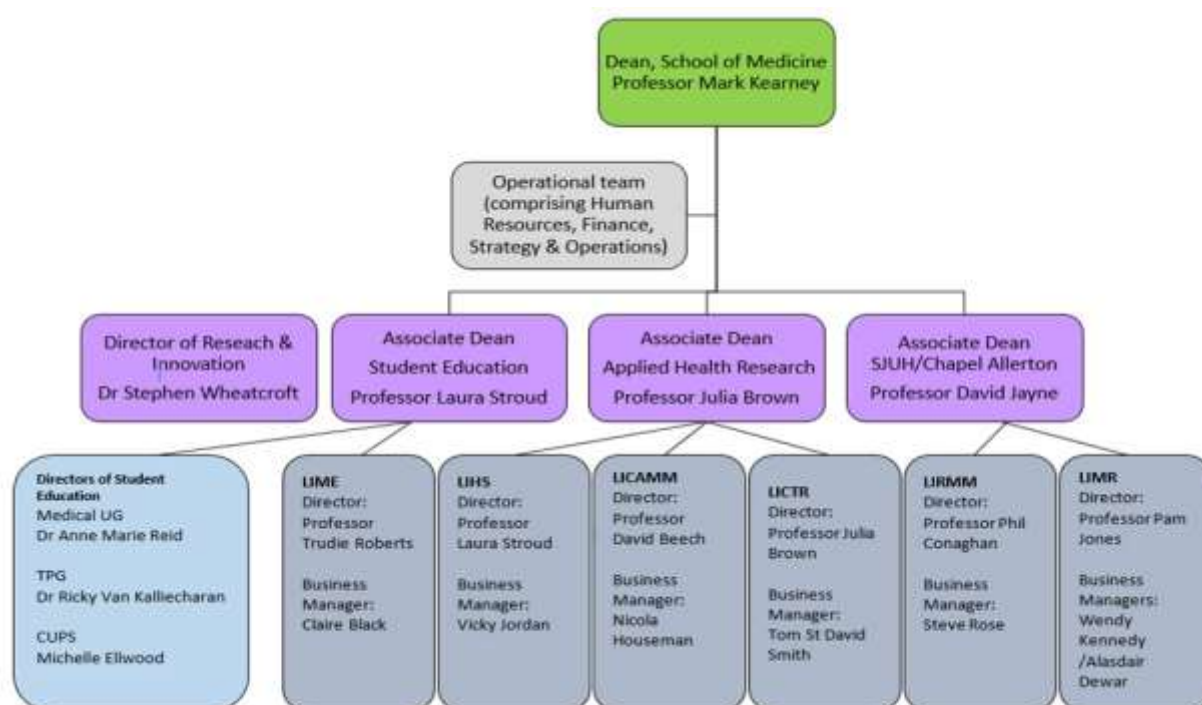 Dean, School of Medicine
Professor Mark Kearney
Operational team
(comprising Human
Resources, Finance,
Strategy & Operations)
Director of Reseach &
Innovation
Dr Stephen Wheatcroft
Associate Dean
Student Education
Professor Laura Stroud
Associate Dean
Applied Health Research
Professor Julia Brown
Associate Dean
SJUH/Chapel Allerton
Professor David Jayne
Directors of Student
Education
Medical UG
Dr Anne Marie Reid
TPG
Dr Ricky Van Kalliecharan
CUPS
Michelle Ellwood
LIME
Director:
Professor
Trudie Roberts
Business
Manager:
Claire Black
LIHS
Director:
Professor
Laura Stroud
Business
Manager:
Vicky Jordan
LICAMM
Director:
Professor
David Beech
Business
Manager:
Nicola
Houseman
LICTR
Director:
Professor Julia
Brown
Business
Manager:
Tom St David
Smith
LIRMM
Director:
Professor Phil
Conaghan
Business
Manager:
Steve Rose
LIMR
Director:
Professor Pam
Jones
Business
Managers:
Wendy
Kennedy
/Alasdair
Dewar